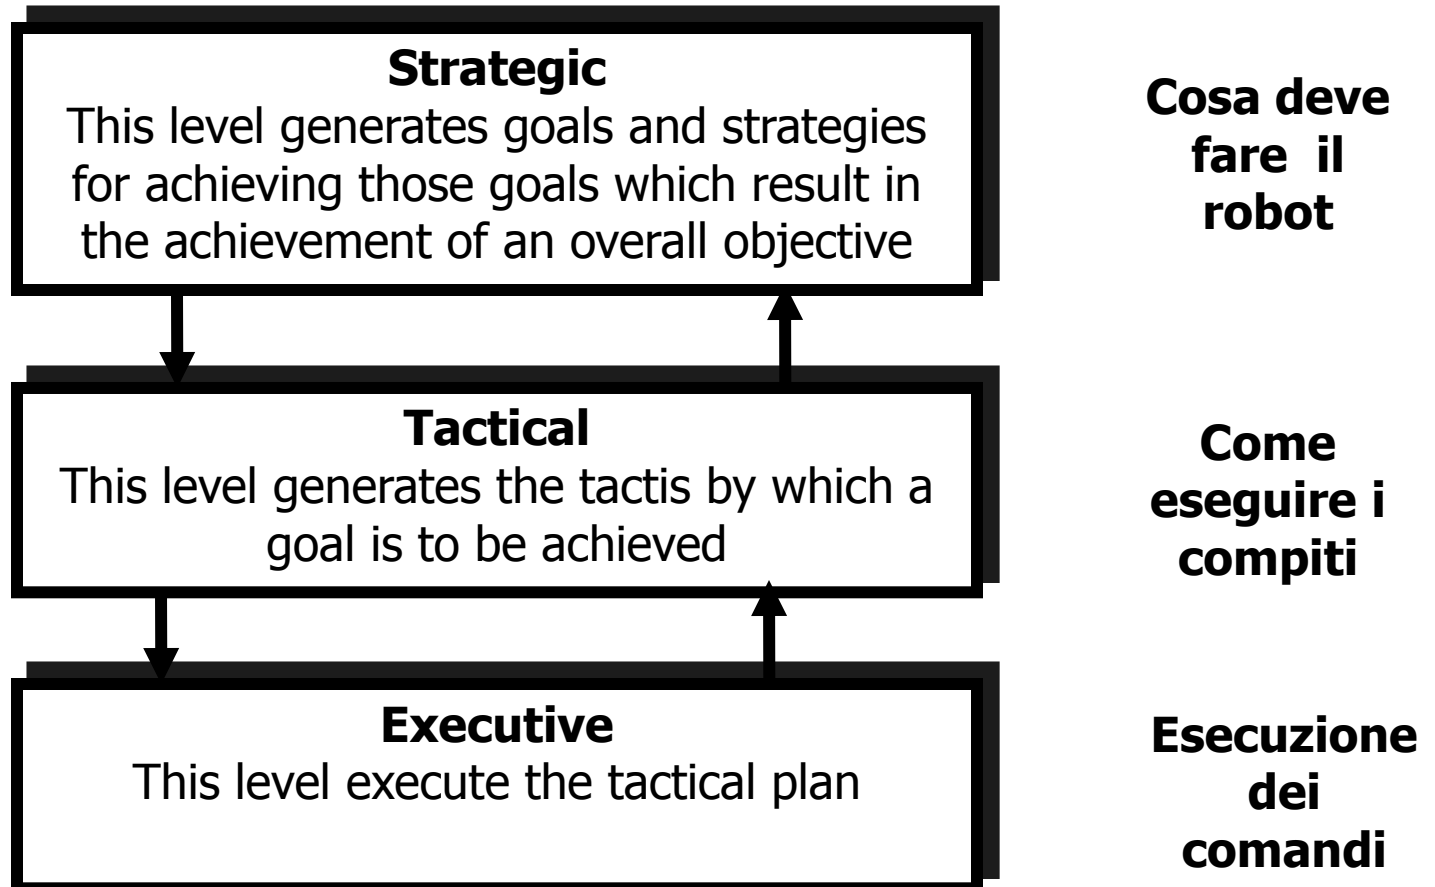 Strategic
This level generates goals and strategies
for achieving those goals which result in
the achievement of an overall objective
Cosa deve
fare il
robot
Tactical
This level generates the tactis by which a
goal is to be achieved
Come
eseguire i
compiti
Executive
This level execute the tactical plan
Esecuzione
dei
comandi